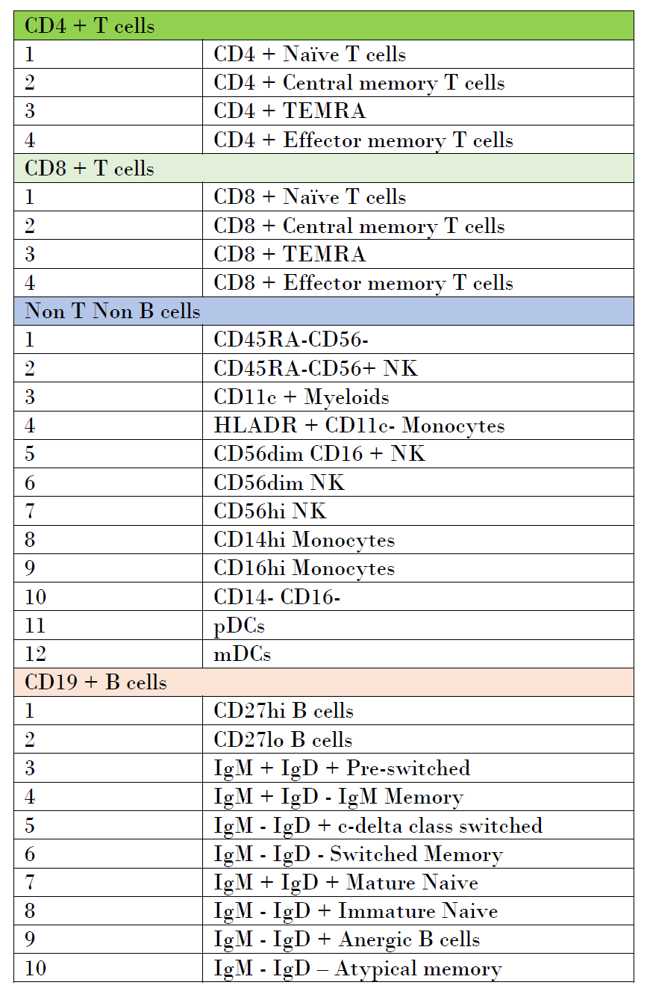 CD4 + T cells
1 CD4 + Naïve T cells
2 CD4 + Central memory T cells
3 CD4 + TEMRA
4 CD4 + Effector memory T cells
CD8 + T cells
1 CD8 + Naïve T cells
2 CD8 + Central memory T cells
3 CD8 + TEMRA
4 CD8 + Effector memory T cells
Non T Non B cells
1 CD45RA-CD56-
2 CD45RA-CD56+ NK
3 CD11c + Myeloids
4 HLADR + CD11c- Monocytes
5 CD56dim CD16 + NK
6 CD56dim NK
7 CD56hi NK
8 CD14hi Monocytes
9 CD16hi Monocytes
10 CD14- CD16-
11 pDCs
12 mDCs
CD19 + B cells
1 CD27hi B cells
2 CD27lo B cells
3 IgM + IgD + Pre-switched
4 IgM + IgD - IgM Memory
5 IgM - IgD + c-delta class switched
6 IgM - IgD - Switched Memory
7 IgM + IgD + Mature Naive
8 IgM - IgD + Immature Naive
9 IgM - IgD + Anergic B cells
10 IgM - IgD – Atypical memory